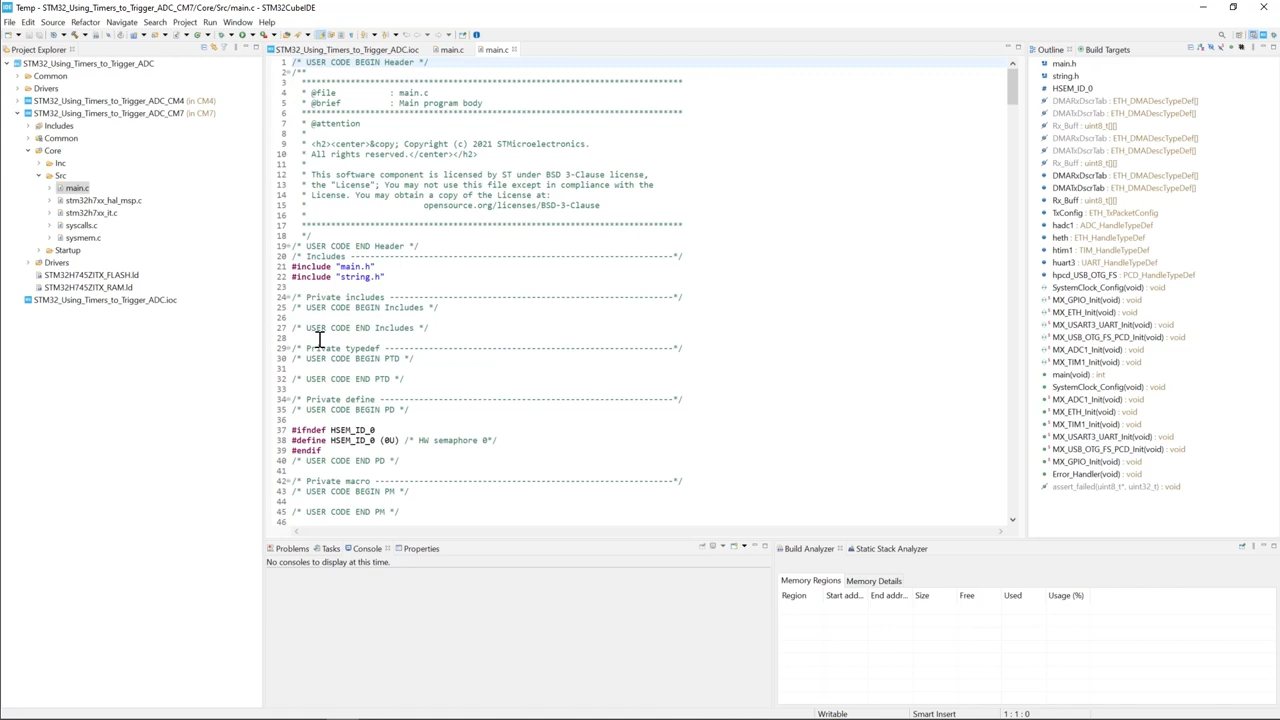 Temp - STM32_Using_Timers_to_Trigger_ADC_CM7/Core/Src/main.c - STM32CubeIDE
File Edit Source Refactor Navigate Search Project Run Window Help
Project Explorer
STM32_Using_Timers_to_Trigger_ADC
Common
Drivers
STM32_Using_Timers_to_Trigger_ADC_CM4 (in CM4)
STM32_Using_Timers_to_Trigger_ADC_CM7 (in CM7)
Includes
Common
Core
Inc
Src
main.c
stm32h7xx_hal_msp.c
stm32h7xx_it.c
syscalls.c
sysmem.c
Startup
Drivers
STM32H745ZITX_FLASH.ld
STM32H745ZITX_RAM.ld
STM32_Using_Timers_to_Trigger_ADC.ioc
STM32_Using_Timers_to_Trigger_ADC.ioc main.c main.c
1 /* USER CODE BEGIN Header */
2 /**
3 ******************************************************************************
4 * @file : main.c
5 * @brief : Main program body
6 ******************************************************************************
7 * @attention
8 *
9 * <h2><center>&copy; Copyright (c) 2021 STMicroelectronics.
10 * All rights reserved.</center></h2>
11 *
12 * This software component is licensed by ST under BSD 3-Clause license,
13 * the "License"; You may not use this file except in compliance with the
14 * License. You may obtain a copy of the License at:
15 * opensource.org/licenses/BSD-3-Clause
16 *
17 ******************************************************************************
18 */
19 /* USER CODE END Header */
20 /* Includes ------------------------------------------------------------------*/
21 #include "main.h"
22 #include "string.h"
23
24 /* Private includes ----------------------------------------------------------*/
25 /* USER CODE BEGIN Includes */
26
27 /* USER CODE END Includes */
28
29 /* Private typedef -----------------------------------------------------------*/
30 /* USER CODE BEGIN PTD */
31
32 /* USER CODE END PTD */
33
34 /* Private define ------------------------------------------------------------*/
35 /* USER CODE BEGIN PD */
36
37 #ifndef HSEM_ID_0
38 #define HSEM_ID_0 (0U) /* HW semaphore 0*/
39 #endif
40 /* USER CODE END PD */
41
42 /* Private macro -------------------------------------------------------------*/
43 /* USER CODE BEGIN PM */
44
45 /* USER CODE END PM */
46
Outline Build Targets
main.h
string.h
HSEM_ID_0
DMARxDscrTab : ETH_DMADescTypeDef[]
DMATxDscrTab : ETH_DMADescTypeDef[]
Rx_Buff : uint8_t[][]
DMARxDscrTab : ETH_DMADescTypeDef[]
DMATxDscrTab : ETH_DMADescTypeDef[]
Rx_Buff : uint8_t[][]
DMARxDscrTab : ETH_DMADescTypeDef[]
DMATxDscrTab : ETH_DMADescTypeDef[]
Rx_Buff : uint8_t[][]
TxConfig : ETH_TxPacketConfig
hadc1 : ADC_HandleTypeDef
heth : ETH_HandleTypeDef
htim1 : TIM_HandleTypeDef
huart3 : UART_HandleTypeDef
hpcd_USB_OTG_FS : PCD_HandleTypeDef
SystemClock_Config(void) : void
MX_GPIO_Init(void) : void
MX_ETH_Init(void) : void
MX_USART3_UART_Init(void) : void
MX_USB_OTG_FS_PCD_Init(void) : void
MX_ADC1_Init(void) : void
MX_TIM1_Init(void) : void
main(void) : int
SystemClock_Config(void) : void
MX_ADC1_Init(void) : void
MX_ETH_Init(void) : void
MX_TIM1_Init(void) : void
MX_USART3_UART_Init(void) : void
MX_USB_OTG_FS_PCD_Init(void) : void
MX_GPIO_Init(void) : void
Error_Handler(void) : void
assert_failed(uint8_t*, uint32_t) : void
Problems Tasks Console Properties
No consoles to display at this time.
Build Analyzer Static Stack Analyzer
Memory Regions Memory Details
Region Start add... End addr... Size Free Used Usage (%)
Writable Smart Insert 1 : 1 : 0